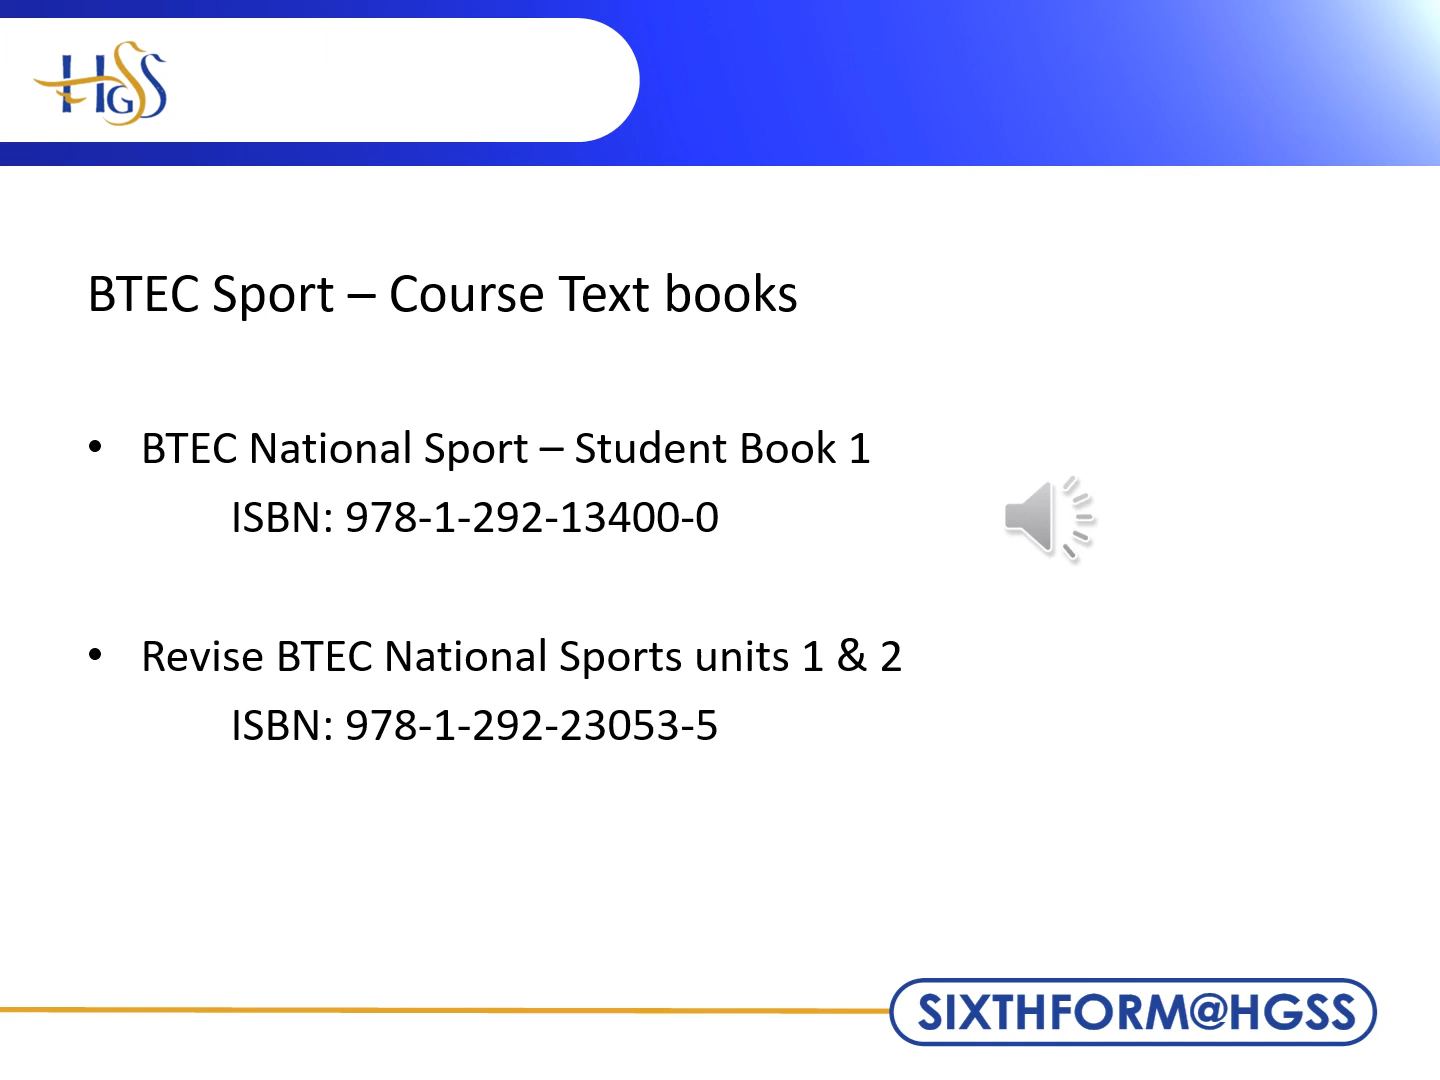 HGSS
BTEC Sport – Course Text books
• BTEC National Sport – Student Book 1
ISBN: 978-1-292-13400-0
• Revise BTEC National Sports units 1 & 2
ISBN: 978-1-292-23053-5
SIXTHFORM@HGSS